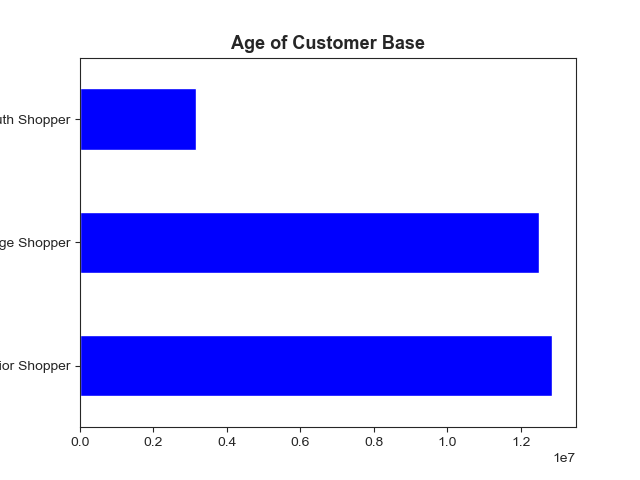 Age of Customer Base
uth Shopper
ge Shopper
ior Shopper
0.0 0.2 0.4 0.6 0.8 1.0 1.2
1e7